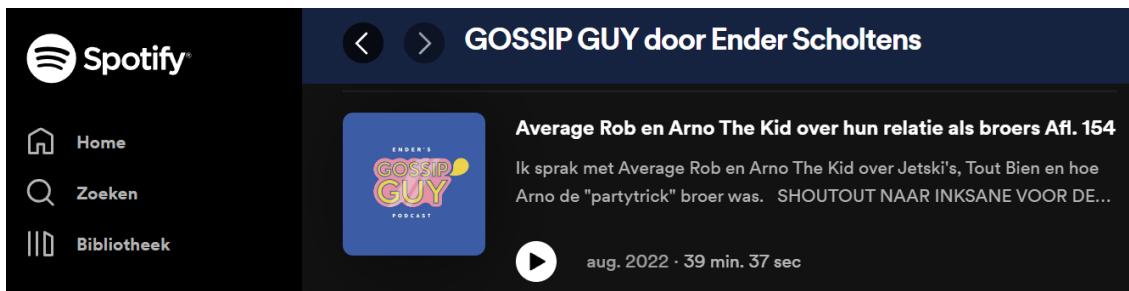 Spotify®
Home
Zoeken
Bibliotheek
GOSSIP GUY door Ender Scholtens
ENDER'S
GOSSIP
GUY
PODCAST
Average Rob en Arno The Kid over hun relatie als broers Afl. 154
Ik sprak met Average Rob en Arno The Kid over Jetski's, Tout Bien en hoe
Arno de "partytrick" broer was. SHOUTOUT NAAR INKSANE VOOR DE...
aug. 2022 · 39 min. 37 sec